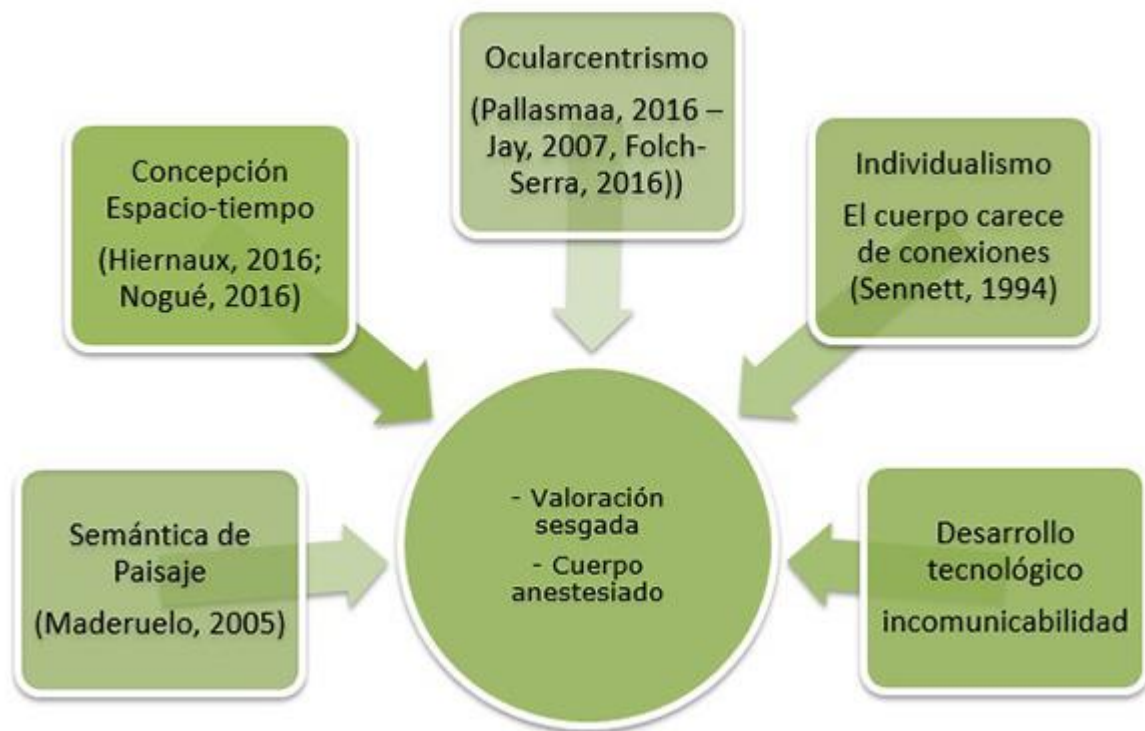 Ocularcentrismo
(Pallasmaa, 2016 –
Jay, 2007, Folch-
Serra, 2016))
Concepción
Espacio-tiempo
(Hiernaux, 2016;
Nogué, 2016)
Individualismo
El cuerpo carece
de conexiones
(Sennett, 1994)
Semántica de
Paisaje
(Maderuelo, 2005)
- Valoración
sesgada
- Cuerpo
anestesiado
Desarrollo
tecnológico
incomunicabilidad